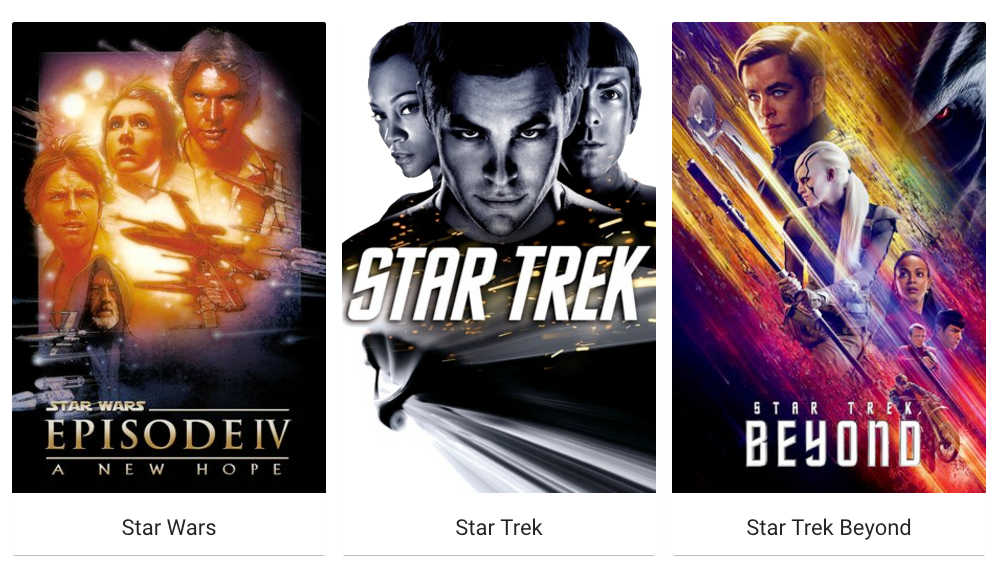 STAR WARS
EPISODE IV
A NEW HOPE
STAR TREK
STAR TREK
BEYOND
Star Wars
Star Trek
Star Trek Beyond